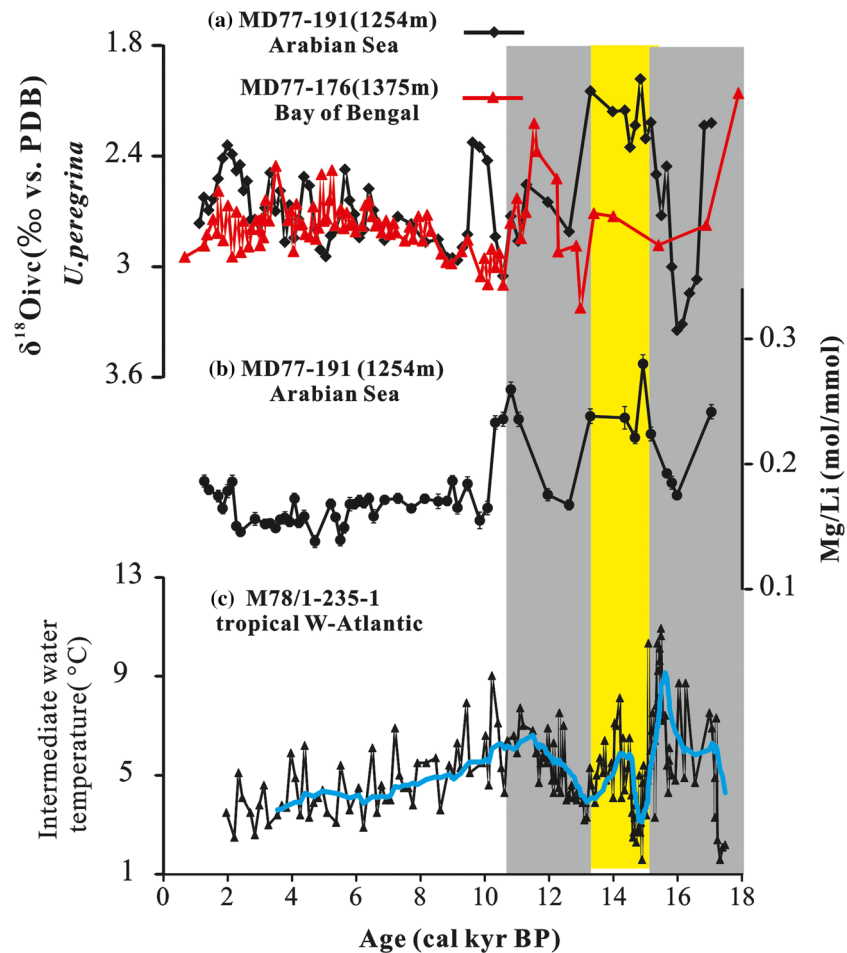 (a) MD77-191(1254m)
Arabian Sea
MD77-176(1375m)
Bay of Bengal
1.8
2.4
3
3.6
δ¹⁸Oivc(‰ vs. PDB)
U.peregrina
(b) MD77-191 (1254m)
Arabian Sea
0.3
0.2
0.1
Mg/Li (mol/mmol)
(c) M78/1-235-1
tropical W-Atlantic
13
9
5
1
Intermediate water
temperature( °C)
0 2 4 6 8 10 12 14 16 18
Age (cal kyr BP)